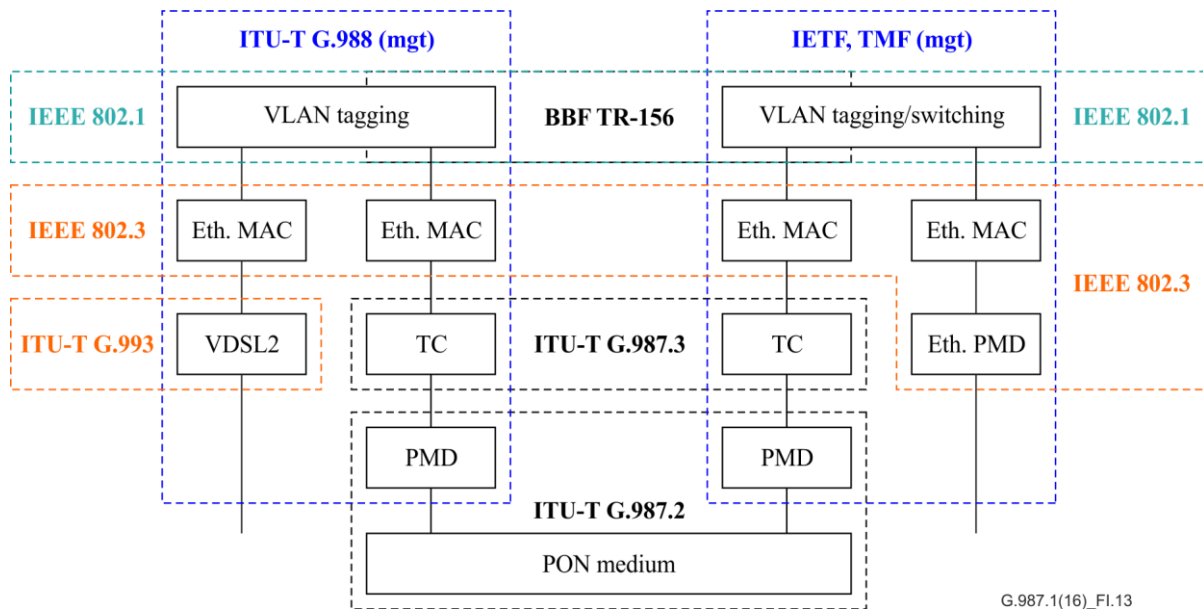 ITU-T G.988 (mgt)
IETF, TMF (mgt)
IEEE 802.1
VLAN tagging
BBF TR-156
VLAN tagging/switching
IEEE 802.1
IEEE 802.3
Eth. MAC
Eth. MAC
Eth. MAC
Eth. MAC
IEEE 802.3
ITU-T G.993
VDSL2
TC
ITU-T G.987.3
TC
Eth. PMD
PMD
PMD
ITU-T G.987.2
PON medium
G.987.1(16)_FI.13